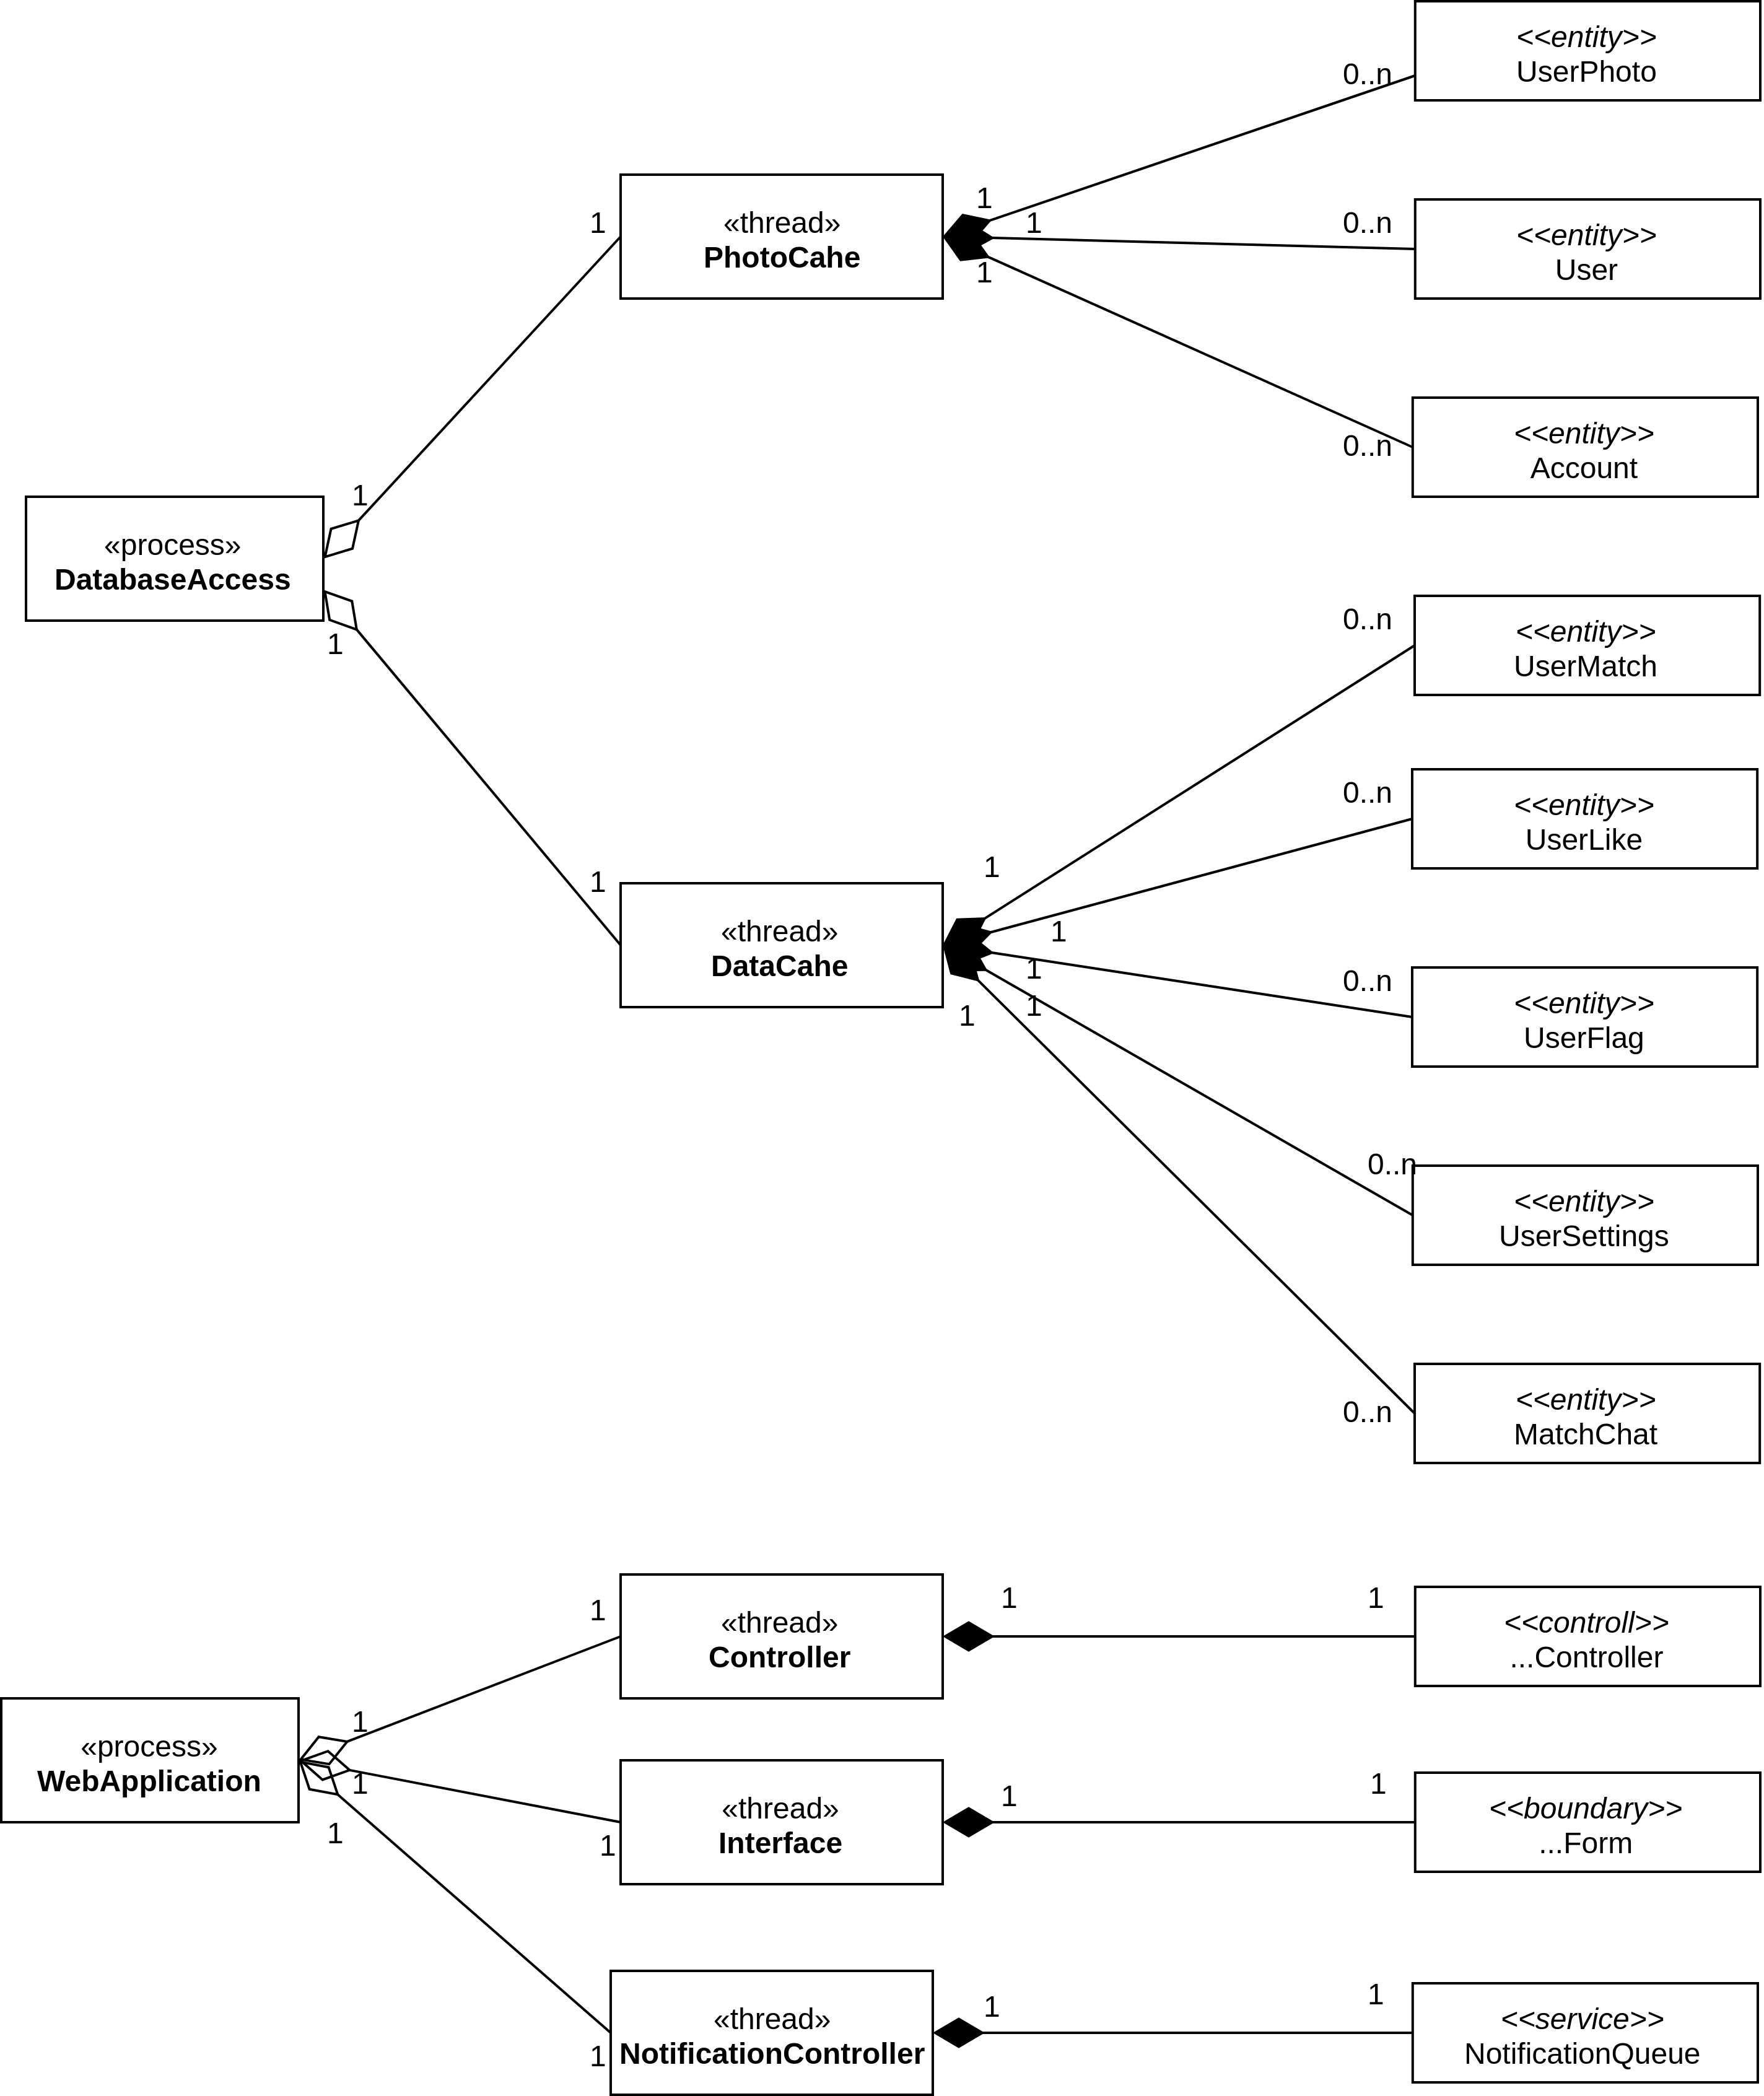 <<entity>>
UserPhoto
0..n
1
«thread»
PhotoCahe
1
1
0..n
<<entity>>
User
1
<<entity>>
Account
0..n
1
«process»
DatabaseAccess
1
0..n
<<entity>>
UserMatch
0..n
<<entity>>
UserLike
1
1
«thread»
DataCahe
1
1
1
1
0..n
<<entity>>
UserFlag
0..n
<<entity>>
UserSettings
<<entity>>
MatchChat
0..n
1
«thread»
Controller
1
1
<<controll>>
...Controller
1
«process»
WebApplication
1
1
«thread»
Interface
1
1
1
<<boundary>>
...Form
«thread»
NotificationController
1
1
1
<<service>>
NotificationQueue